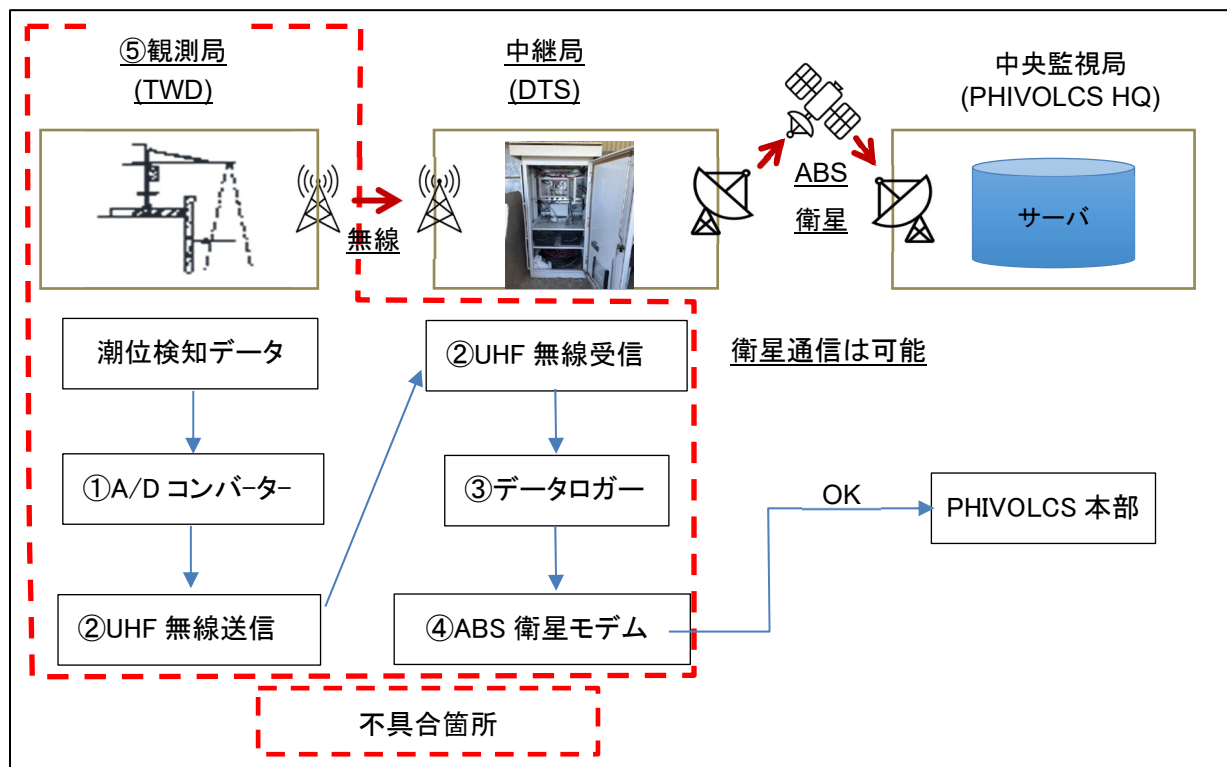 ⑤観測局
(TWD)
中継局
(DTS)
中央監視局
(PHIVOLCS HQ)
無線
ABS
衛星
サーバ
潮位検知データ
①A/D コンバーター
②UHF 無線送信
②UHF 無線受信
③データロガー
④ABS 衛星モデム
衛星通信は可能
OK
PHIVOLCS 本部
不具合箇所